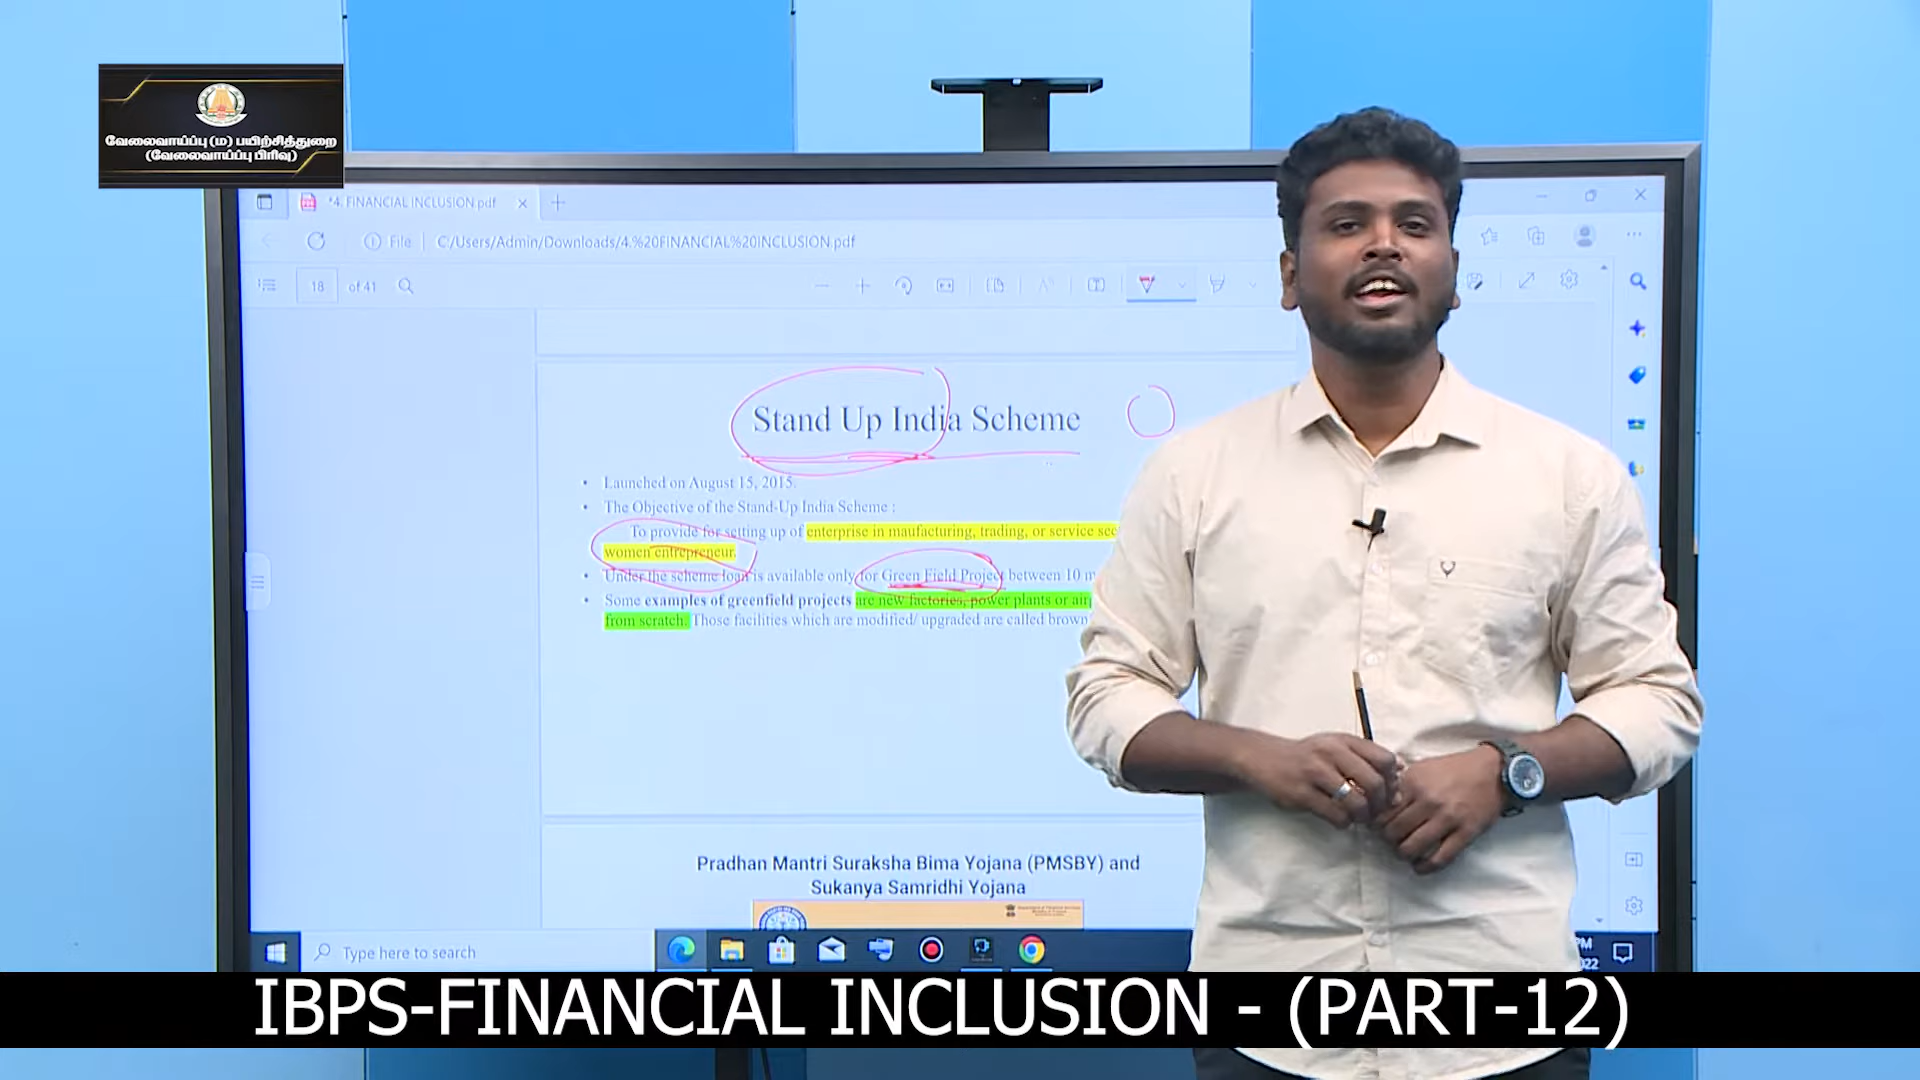 வேலைவாய்ப்பு (ம) பயிற்சித்துறை
(வேலைவாய்ப்பு பிரிவு)
*4. FINANCIAL INCLUSION.pdf
File C:/Users/Admin/Downloads/4.%20FINANCIAL%20INCLUSION.pdf
18 of 41
Stand Up India Scheme
• Launched on August 15, 2015.
• The Objective of the Stand-Up India Scheme :
To provide for setting up of enterprise in maufacturing, trading, or service sec
women entrepreneur.
• Under the scheme loan is available only for Green Field Project between 10
• Some examples of greenfield projects are new factories, power plants or
from scratch. Those facilities which are modified/ upgraded are called brown
Pradhan Mantri Suraksha Bima Yojana (PMSBY) and
Sukanya Samridhi Yojana
Type here to search
PM
022
IBPS-FINANCIAL INCLUSION - (PART-12)